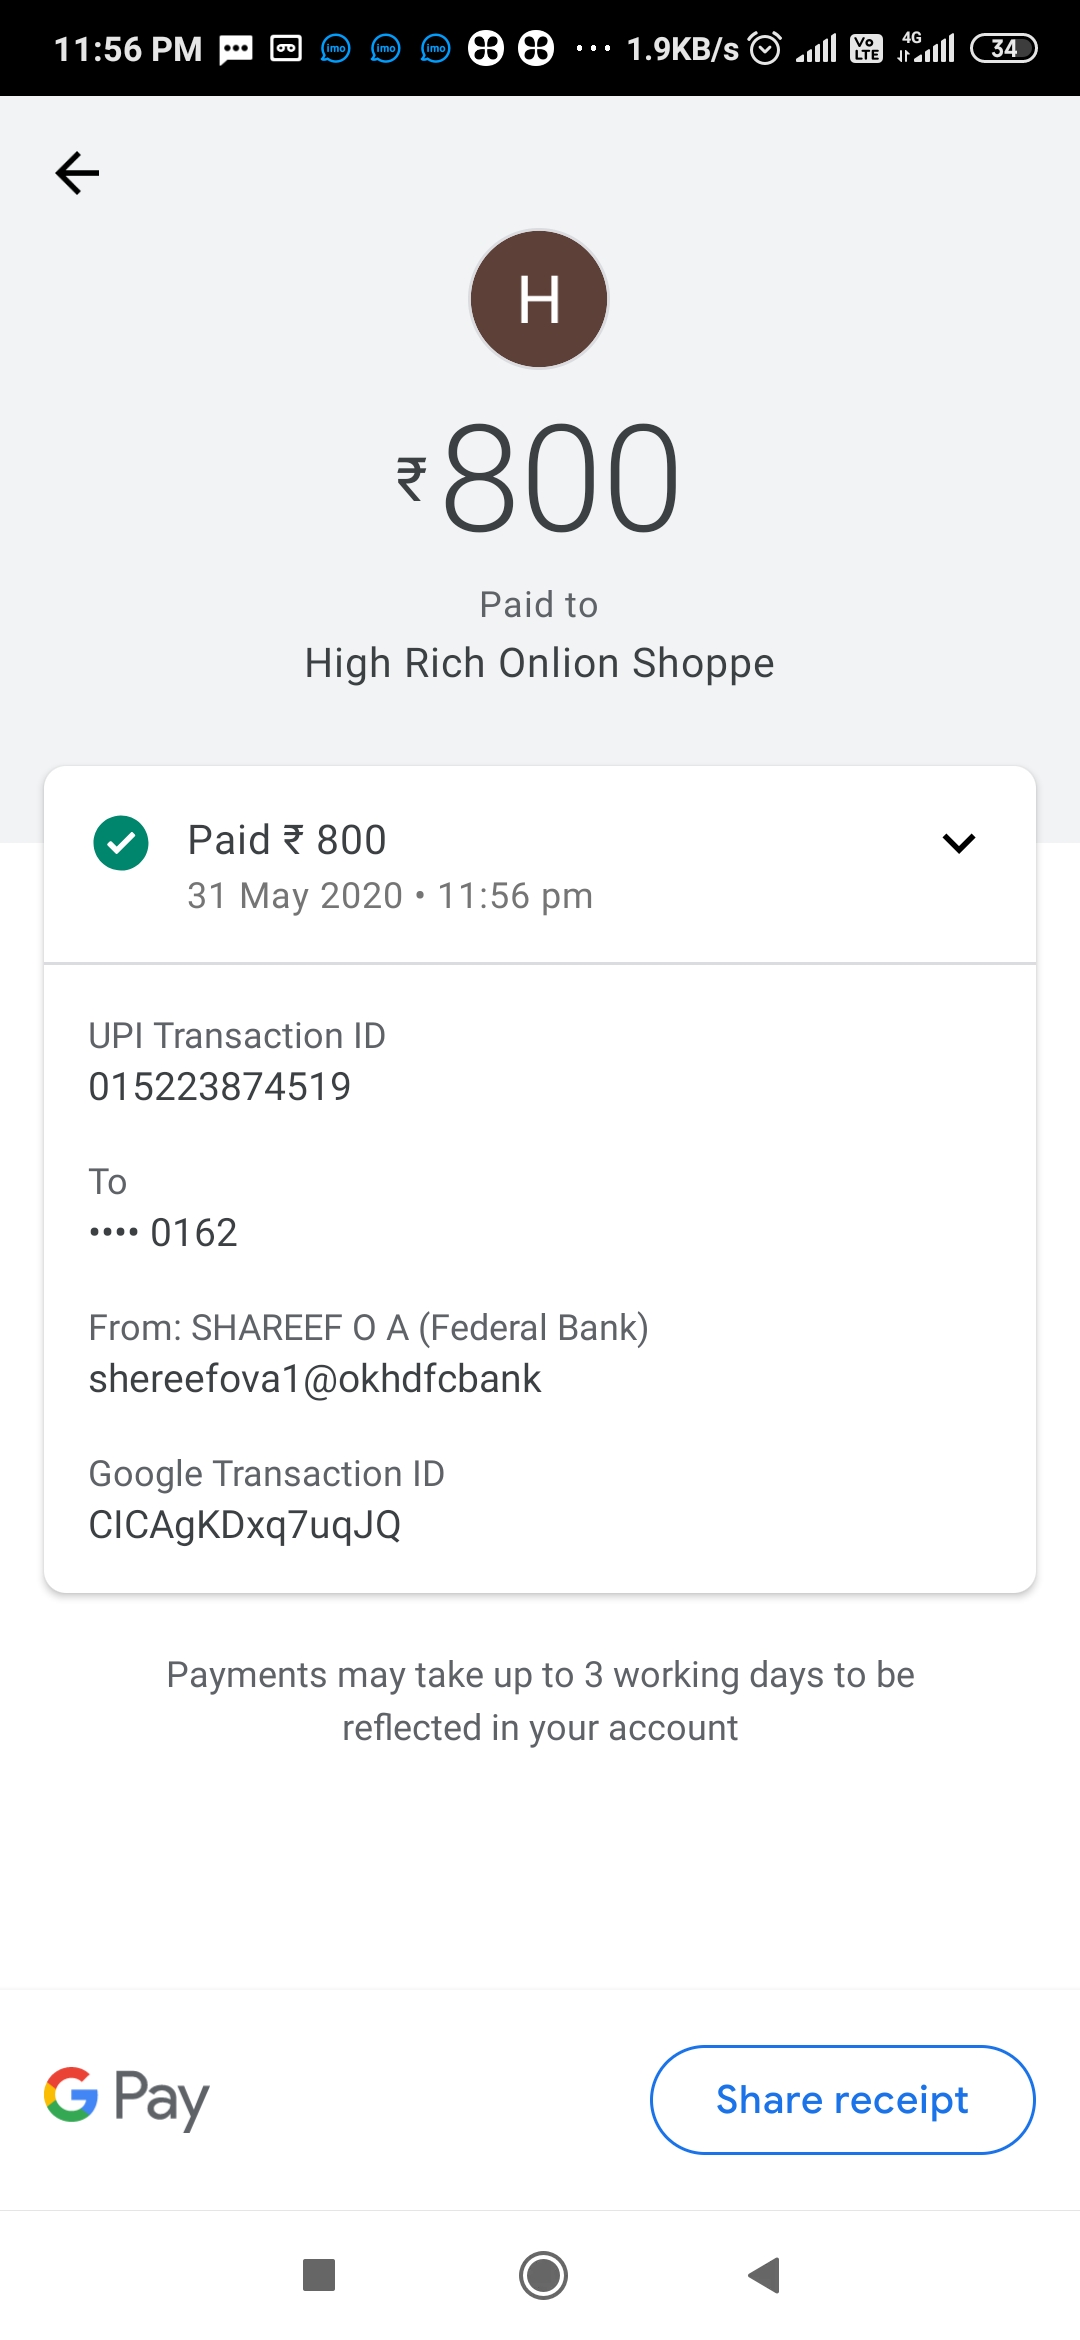 11:56 PM imo imo imo ... 1.9KB/s Vo LTE 4G 34
H
₹800
Paid to
High Rich Onlion Shoppe
Paid ₹ 800
31 May 2020 • 11:56 pm
UPI Transaction ID
015223874519
To
•••• 0162
From: SHAREEF O A (Federal Bank)
shereefova1@okhdfcbank
Google Transaction ID
CICAgKDxq7uqJQ
Payments may take up to 3 working days to be
reflected in your account
G Pay
Share receipt